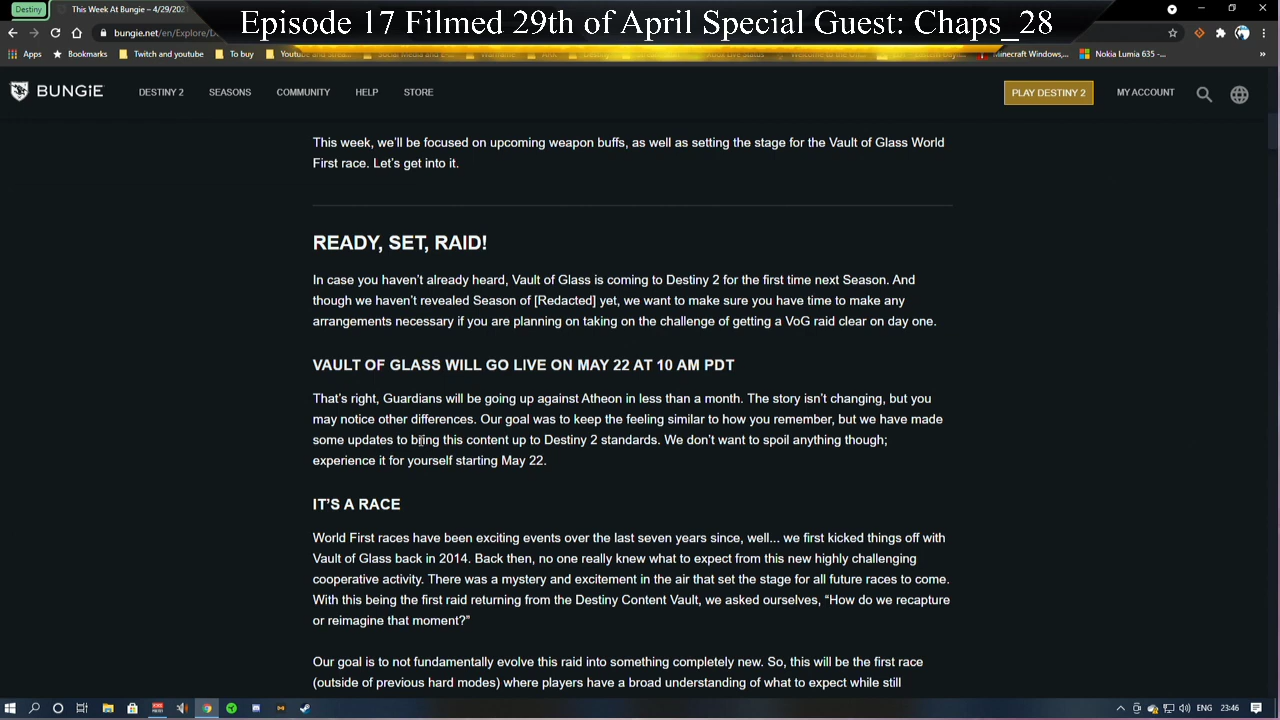 Destiny
This Week At Bungie – 4/29/202
Episode 17 Filmed 29th of April Special Guest: Chaps_28
bungie.net/en/Explore/D
Apps
Bookmarks
Twitch and youtube
To buy
Minecraft Windows,...
Nokia Lumia 635 -...
BUNGiE
DESTINY 2
SEASONS
COMMUNITY
HELP
STORE
PLAY DESTINY 2
MY ACCOUNT
This week, we’ll be focused on upcoming weapon buffs, as well as setting the stage for the Vault of Glass World
First race. Let’s get into it.
READY, SET, RAID!
In case you haven’t already heard, Vault of Glass is coming to Destiny 2 for the first time next Season. And
though we haven’t revealed Season of [Redacted] yet, we want to make sure you have time to make any
arrangements necessary if you are planning on taking on the challenge of getting a VoG raid clear on day one.
VAULT OF GLASS WILL GO LIVE ON MAY 22 AT 10 AM PDT
That’s right, Guardians will be going up against Atheon in less than a month. The story isn’t changing, but you
may notice other differences. Our goal was to keep the feeling similar to how you remember, but we have made
some updates to bring this content up to Destiny 2 standards. We don’t want to spoil anything though;
experience it for yourself starting May 22.
IT’S A RACE
World First races have been exciting events over the last seven years since, well... we first kicked things off with
Vault of Glass back in 2014. Back then, no one really knew what to expect from this new highly challenging
cooperative activity. There was a mystery and excitement in the air that set the stage for all future races to come.
With this being the first raid returning from the Destiny Content Vault, we asked ourselves, “How do we recapture
or reimagine that moment?”
Our goal is to not fundamentally evolve this raid into something completely new. So, this will be the first race
(outside of previous hard modes) where players have a broad understanding of what to expect while still
ENG
23:46